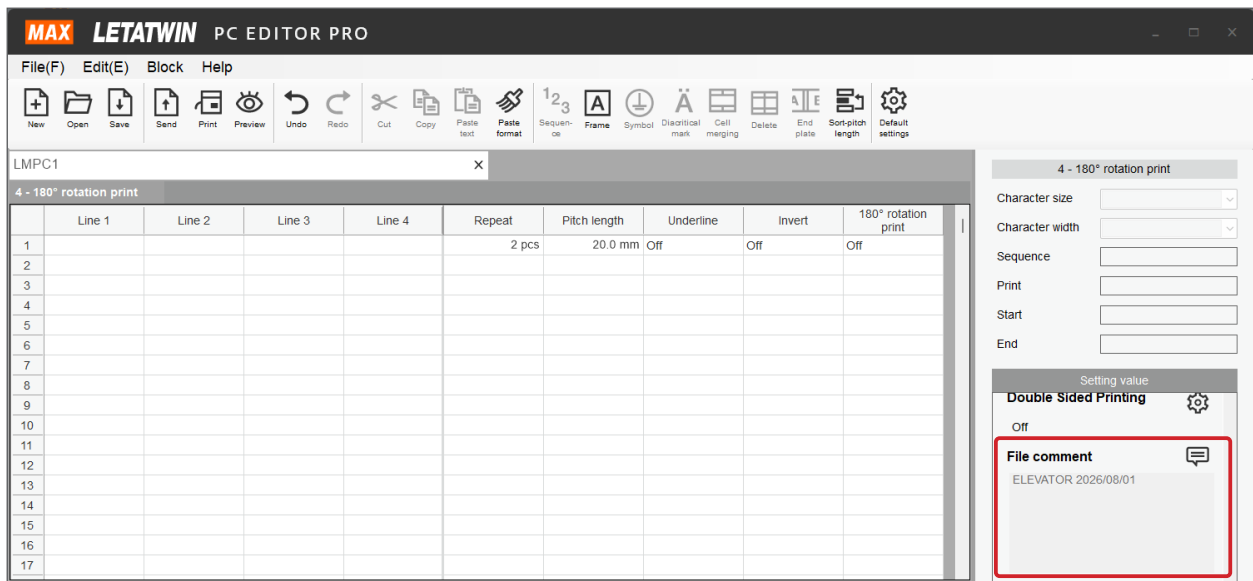 MAX LETATWIN PC EDITOR PRO
File(F) Edit(E) Block Help
New Open Save Send Print Preview Undo Redo Cut Copy Paste text Paste format Sequen-ce Frame Symbol Diacritical mark Cell merging Delete End plate Sort-pitch length Default settings
LMPC1
4 - 180° rotation print
Line 1 Line 2 Line 3 Line 4 Repeat Pitch length Underline Invert 180° rotation print
1 2 pcs 20.0 mm Off Off Off
2
3
4
5
6
7
8
9
10
11
12
13
14
15
16
17
4 - 180° rotation print
Character size
Character width
Sequence
Print
Start
End
Setting value
Double Sided Printing
Off
File comment
ELEVATOR 2026/08/01